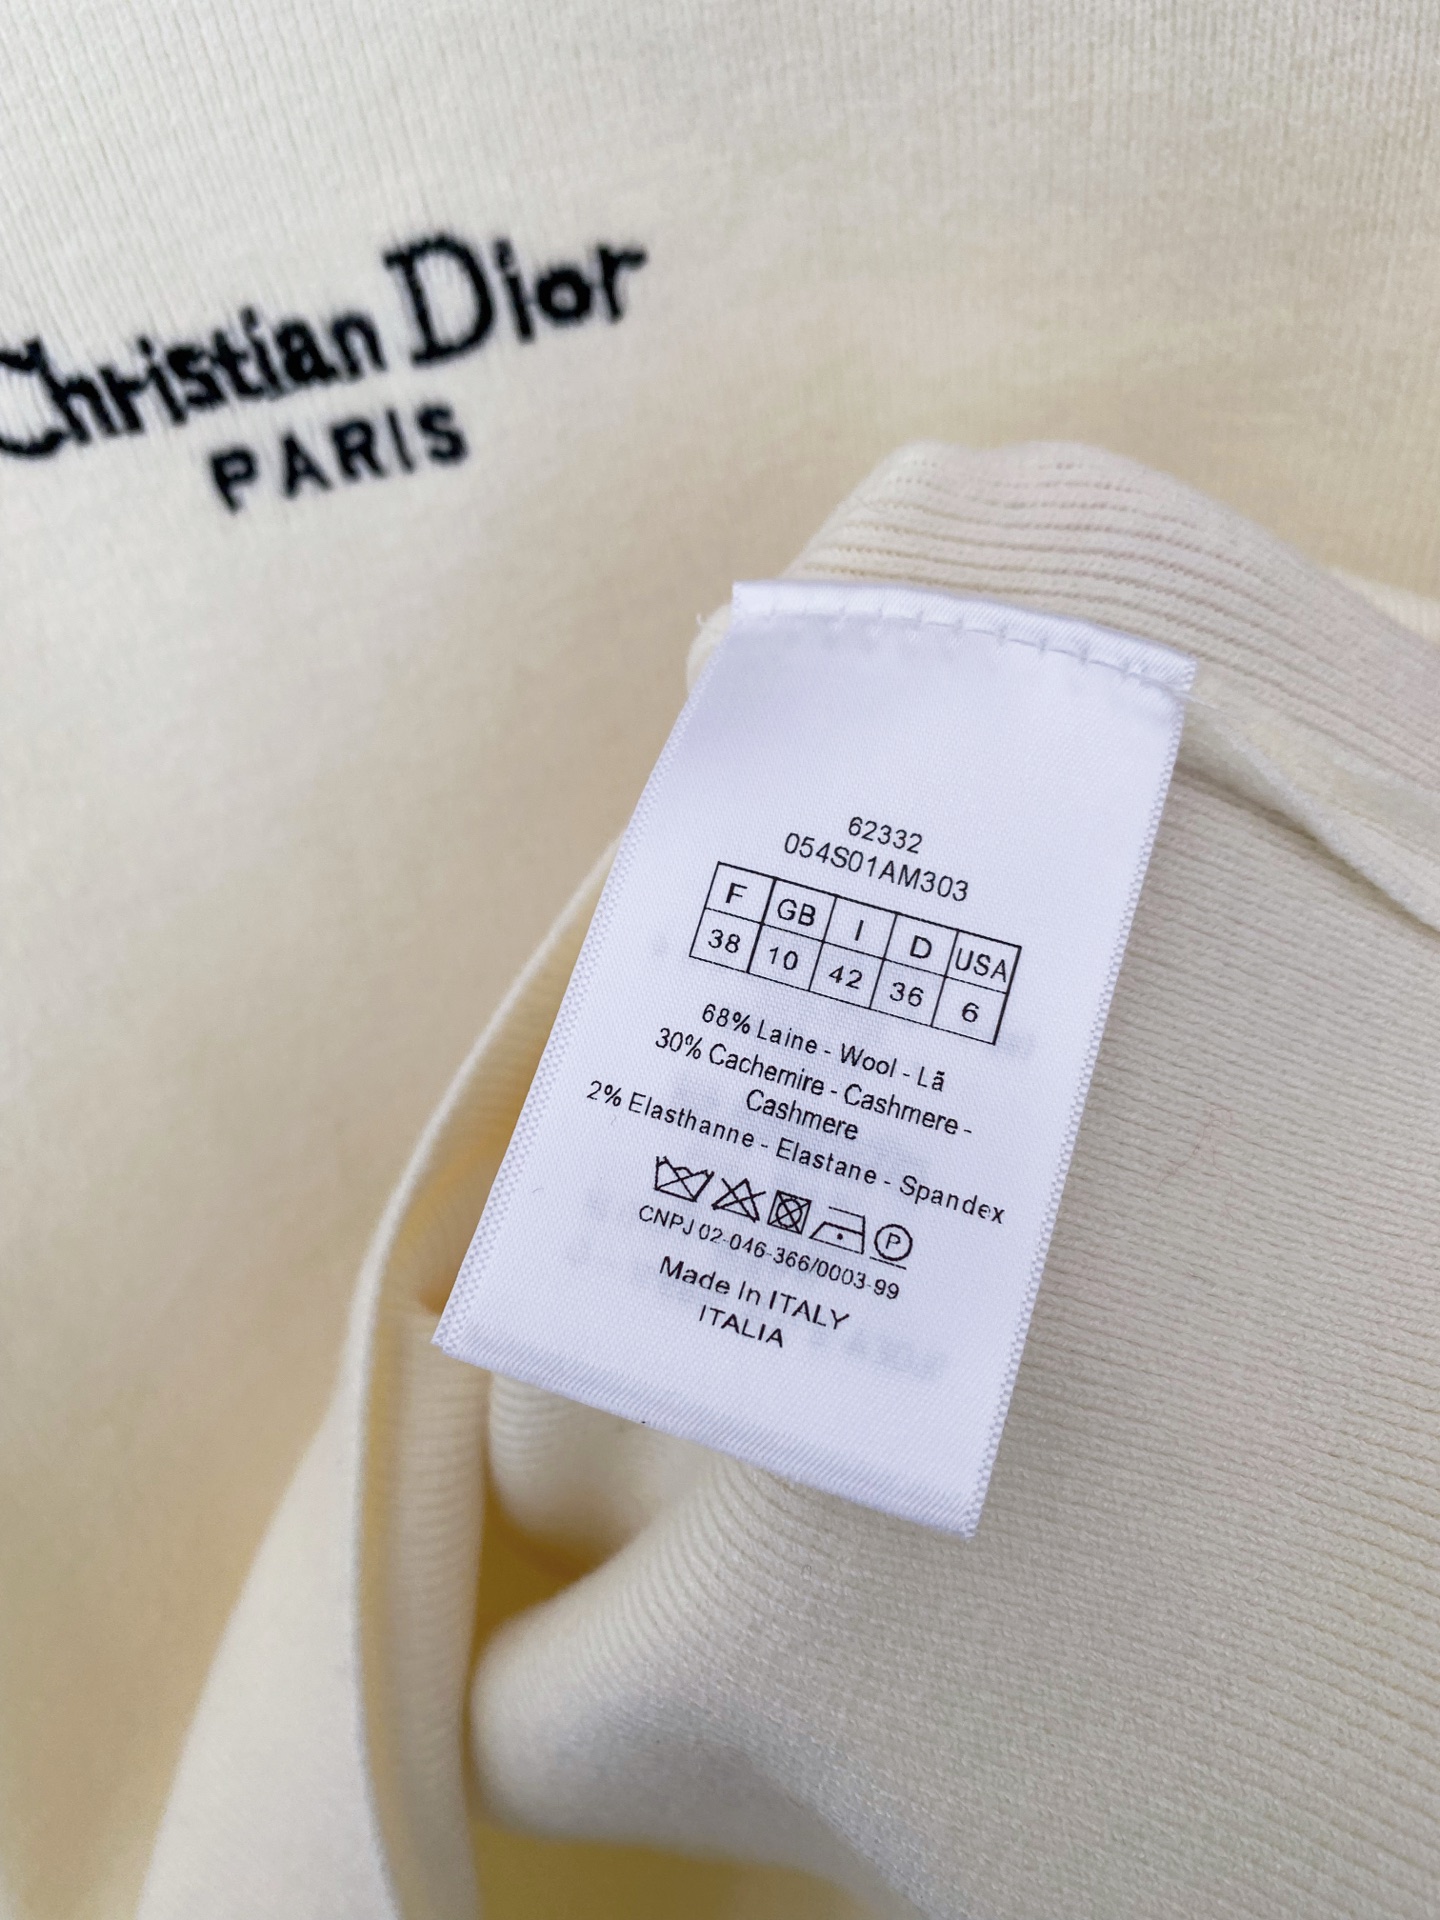 Christian Dior
PARIS
62332
054S01AM303
F GB I D USA
38 10 42 36 6
68% Laine - Wool - Lã
30% Cachemire - Cashmere -
Cashmere
2% Elasthanne - Elastane - Spandex
P
CNPJ 02-046-366/0003-99
Made In ITALY
ITALIA